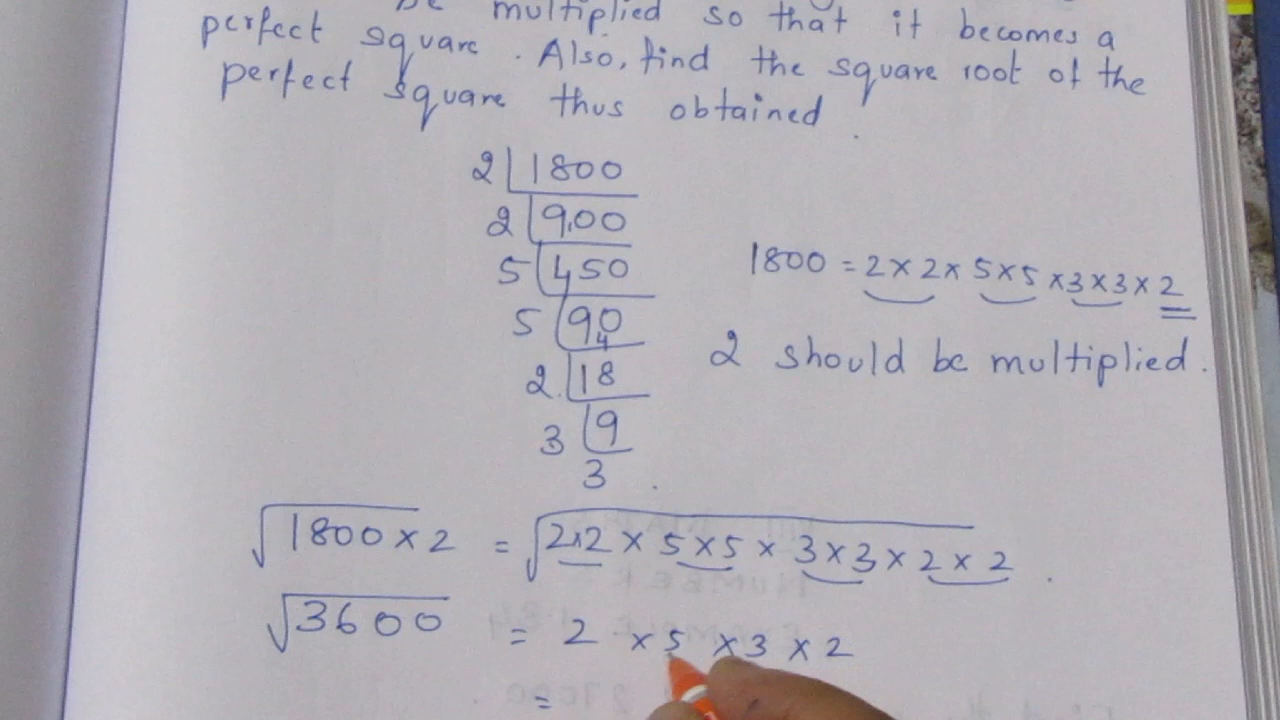 be multiplied so that it becomes a
perfect square. Also, find the square root of the
perfect square thus obtained.
2 | 1800
2 | 900
5 | 450
5 | 90
2 | 18
3 | 9
3
1800 = 2 × 2 × 5 × 5 × 3 × 3 × 2
2 should be multiplied.
√1800 × 2 = √2×2 × 5 × 5 × 3 × 3 × 2 × 2
√3600 = 2 × 5 × 3 × 2
=